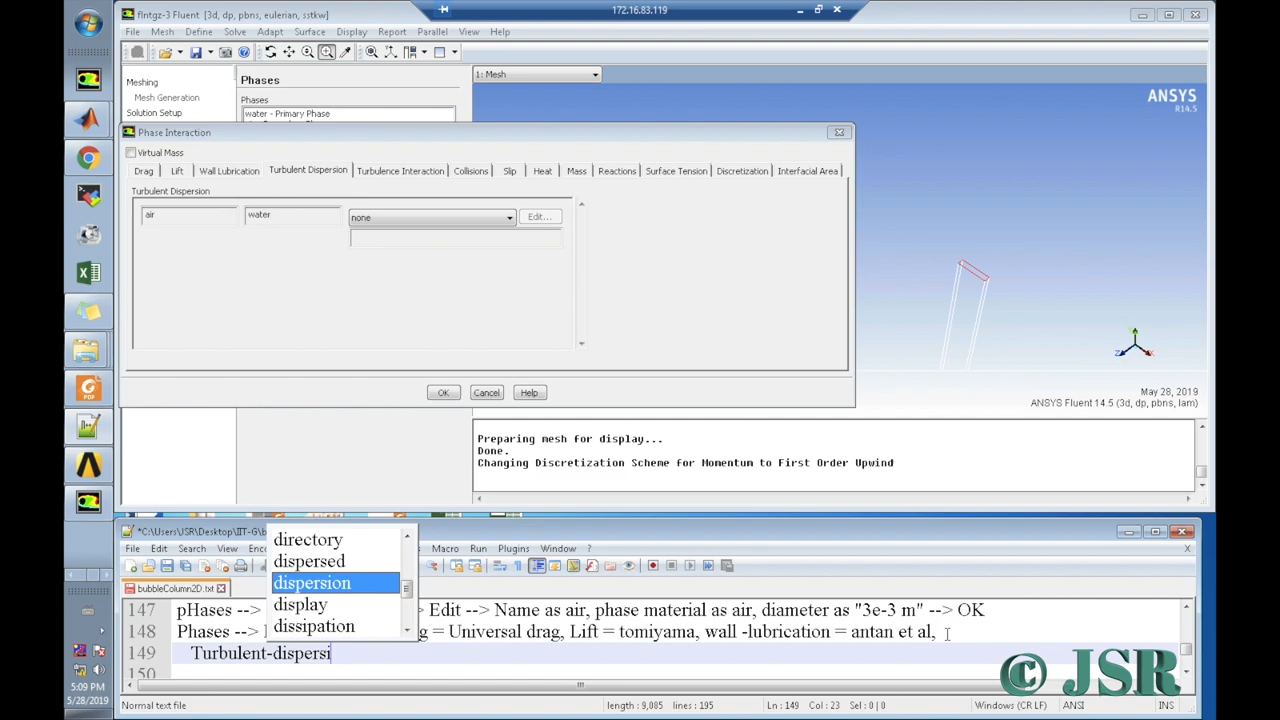 flntgz-3 Fluent [3d, dp, pbns, eulerian, sstkw]
172.16.83.119
File Mesh Define Solve Adapt Surface Display Report Parallel View Help
Meshing
Mesh Generation
Solution Setup
Phases
Phases
water - Primary Phase
1: Mesh
ANSYS
R14.5
Phase Interaction
Virtual Mass
Drag Lift Wall Lubrication Turbulent Dispersion Turbulence Interaction Collisions Slip Heat Mass Reactions Surface Tension Discretization Interfacial Area
Turbulent Dispersion
air water none Edit...
OK Cancel Help
May 28, 2019
ANSYS Fluent 14.5 (3d, dp, pbns, lam)
Preparing mesh for display...
Done.
Changing Discretization Scheme for Momentum to First Order Upwind
*C:\Users\JSR\Desktop\IIT-G\b
File Edit Search View Enc Macro Run Plugins Window ?
bubbleColumn2D.txt
directory
dispersed
dispersion
display
dissipation
147 pHases --> Edit --> Name as air, phase material as air, diameter as "3e-3 m" --> OK
148 Phases --> g = Universal drag, Lift = tomiyama, wall -lubrication = antan et al,
149 Turbulent-dispersi
150
© JSR
Normal text file length : 9,085 lines : 195 Ln : 149 Col : 23 Sel : 0 | 0 Windows (CR LF) ANSI INS
5:09 PM
5/28/2019